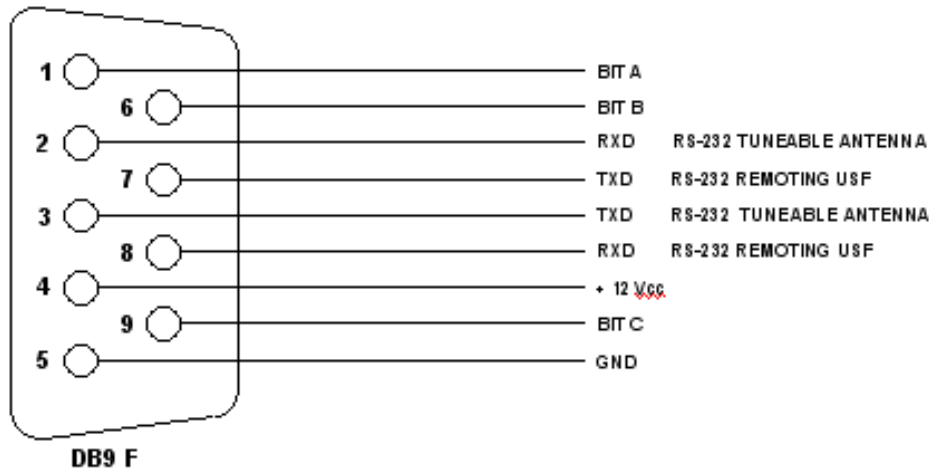 1 BIT A
6 BIT B
2 RXD RS-232 TUNEABLE ANTENNA
7 TXD RS-232 REMOTING USF
3 TXD RS-232 TUNEABLE ANTENNA
8 RXD RS-232 REMOTING USF
4 + 12 Vcc
9 BIT C
5 GND
DB9 F